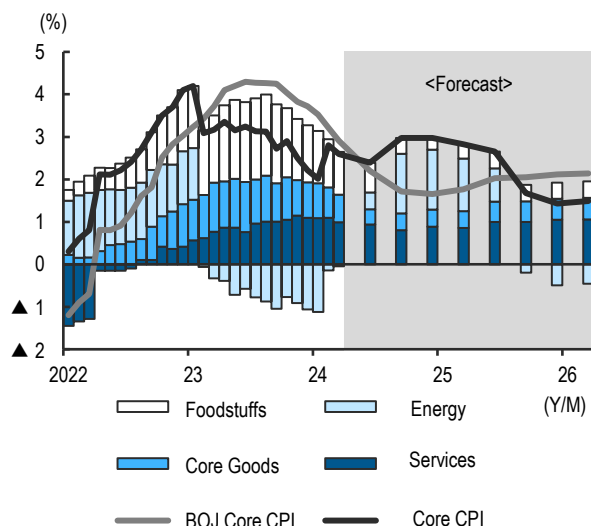 (%)
5
4
<Forecast>
3
2
1
0
▲ 1
▲ 2
2022 23 24 25 26
(Y/M)
Foodstuffs Energy
Core Goods Services
BOJ Core CPI Core CPI